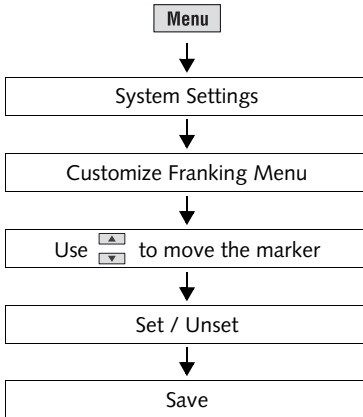 Menu
System Settings
Customize Franking Menu
Use to move the marker
Set / Unset
Save